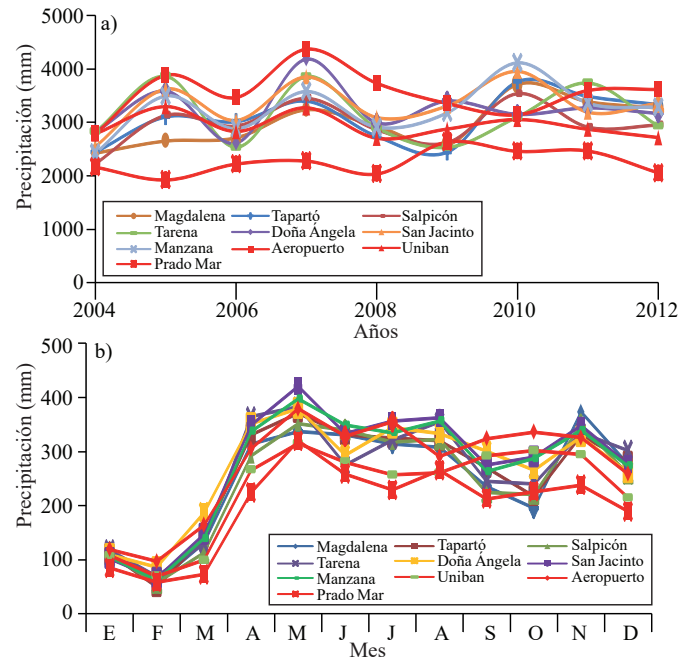 a)
Precipitación (mm)
5000
4000
3000
2000
1000
0
Magdalena Tapartó Salpicón
Tarena Doña Ángela San Jacinto
Manzana Aeropuerto Uniban
Prado Mar
2004 2006 2008 2010 2012
Años
b)
Precipitación (mm)
500
400
300
200
100
0
Magdalena Tapartó Salpicón
Tarena Doña Ángela San Jacinto
Manzana Uniban Aeropuerto
Prado Mar
E F M A M J J A S O N D
Mes